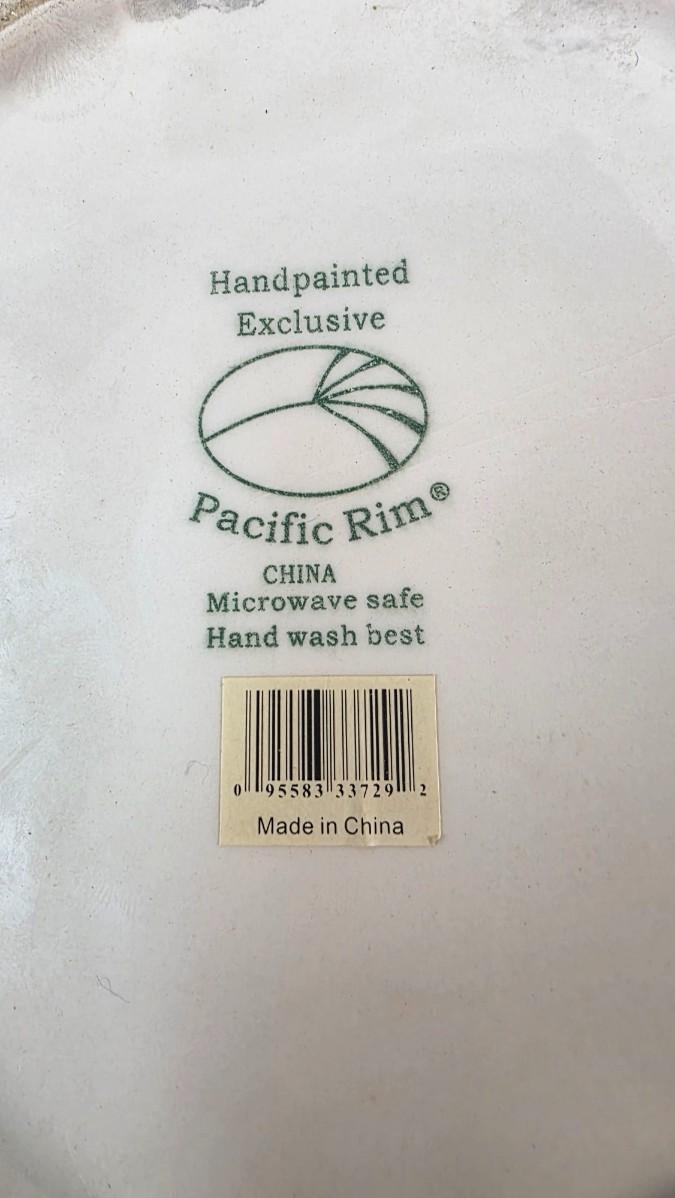 Handpainted
Exclusive
Pacific Rim®
CHINA
Microwave safe
Hand wash best
0 95583 33729 2
Made in China